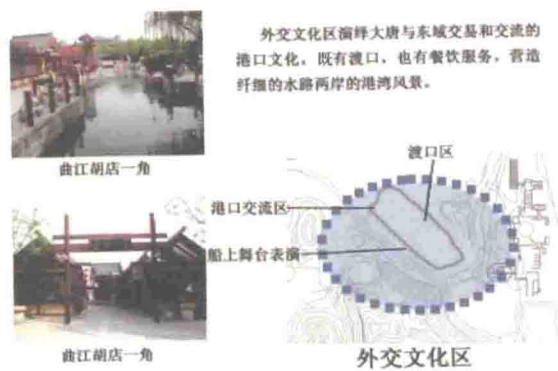 外交文化区演绎大唐与东域交易和交流的
港口文化，既有渡口，也有餐饮服务，营造
纤细的水路两岸的港湾风景。
曲江胡店一角
渡口区
港口交流区
船上舞台表演
曲江胡店一角
外交文化区